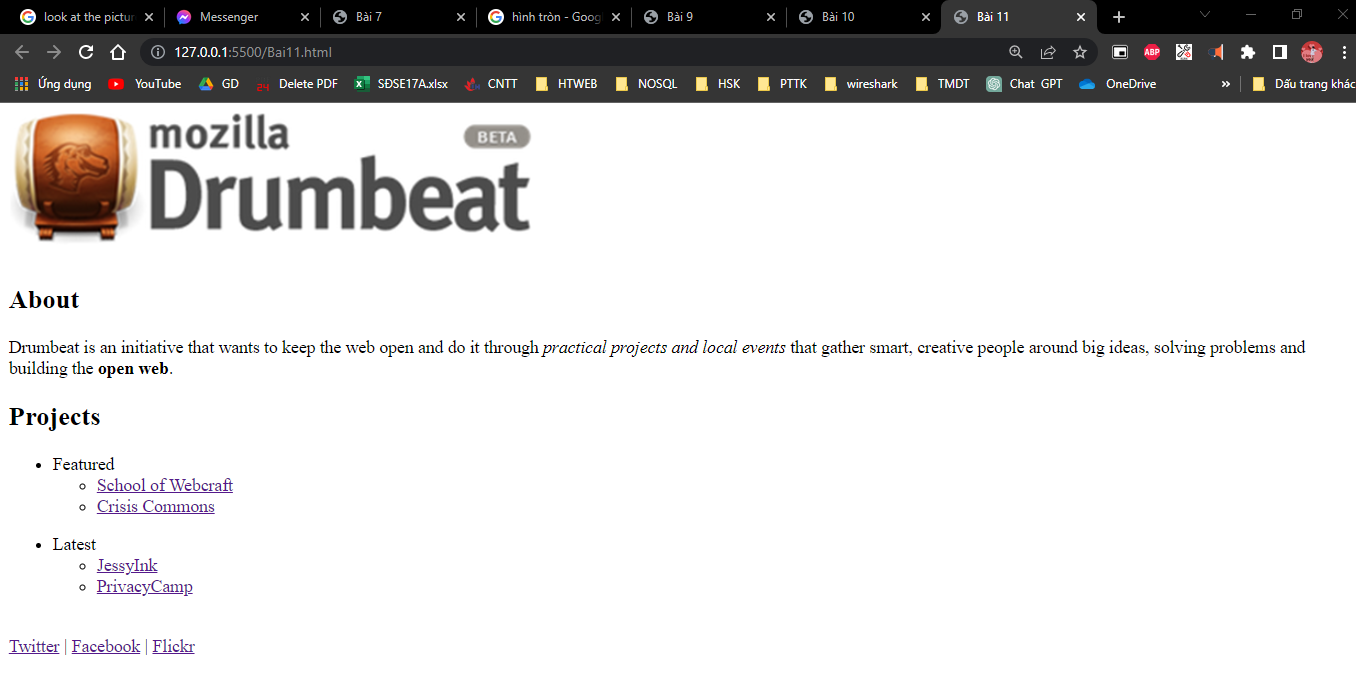 look at the pictur
Messenger
Bài 7
hình tròn - Goog
Bài 9
Bài 10
Bài 11
127.0.0.1:5500/Bai11.html
ABP
Ứng dụng
YouTube
GD
24
Delete PDF
SĐSE17A.xlsx
CNTT
HTWEB
NOSQL
HSK
PTTK
wireshark
TMDT
Chat GPT
OneDrive
»
Dấu trang khác
mozilla
BETA
Drumbeat
About
Drumbeat is an initiative that wants to keep the web open and do it through practical projects and local events that gather smart, creative people around big ideas, solving problems and
building the open web.
Projects
• Featured
◦ School of Webcraft
◦ Crisis Commons
• Latest
◦ JessyInk
◦ PrivacyCamp
Twitter | Facebook | Flickr